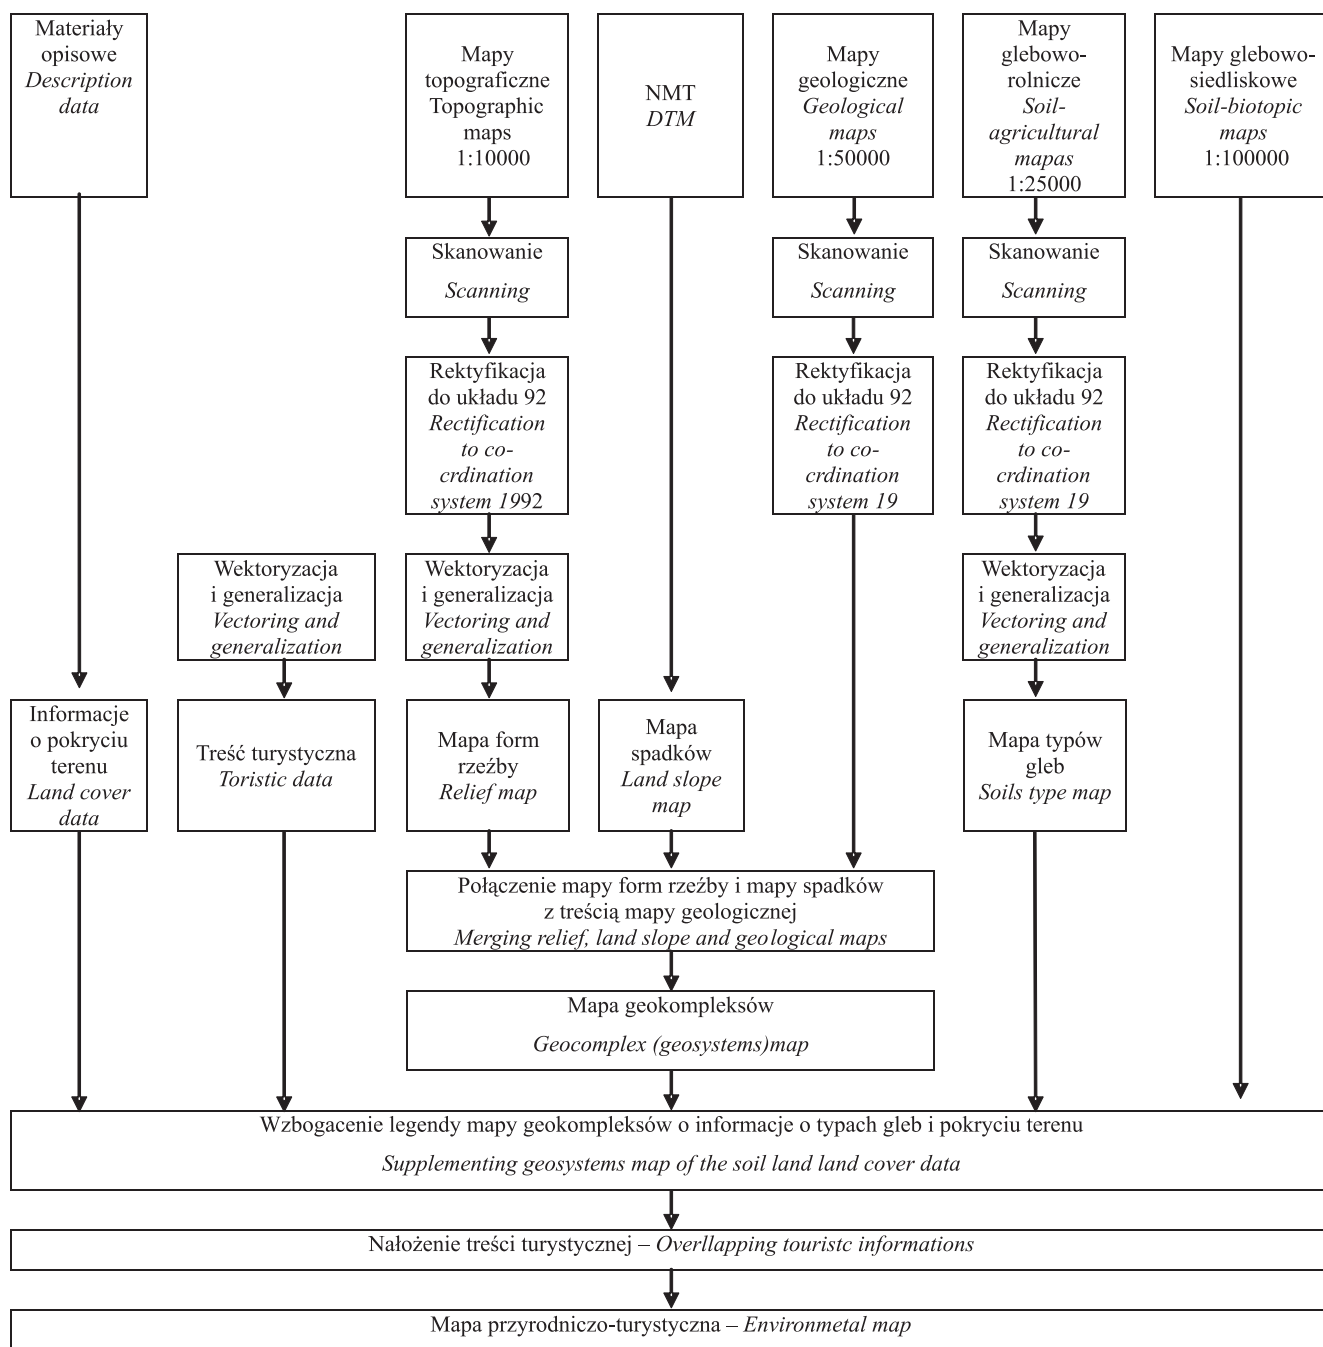 Materiały
opisowe
Description
data
Mapy
topograficzne
Topographic
maps
1:10000
NMT
DTM
Mapy
geologiczne
Geological
maps
1:50000
Mapy
glebowo-
rolnicze
Soil-
agricultural
mapas
1:25000
Mapy glebowo-
siedliskowe
Soil-biotopic
maps
1:100000
Skanowanie
Scanning
Skanowanie
Scanning
Skanowanie
Scanning
Rektyfikacja
do układu 92
Rectification
to co-
crdination
system 1992
Rektyfikacja
do układu 92
Rectification
to co-
crdination
system 19
Rektyfikacja
do układu 92
Rectification
to co-
crdination
system 19
Wektoryzacja
i generalizacja
Vectoring and
generalization
Wektoryzacja
i generalizacja
Vectoring and
generalization
Wektoryzacja
i generalizacja
Vectoring and
generalization
Informacje
o pokryciu
terenu
Land cover
data
Treść turystyczna
Toristic data
Mapa form
rzeźby
Relief map
Mapa
spadków
Land slope
map
Mapa typów
gleb
Soils type map
Połączenie mapy form rzeźby i mapy spadków
z treścią mapy geologicznej
Merging relief, land slope and geological maps
Mapa geokompleksów
Geocomplex (geosystems)map
Wzbogacenie legendy mapy geokompleksów o informacje o typach gleb i pokryciu terenu
Supplementing geosystems map of the soil land land cover data
Nałożenie treści turystycznej – Overllapping touristc informations
Mapa przyrodniczo-turystyczna – Environmetal map